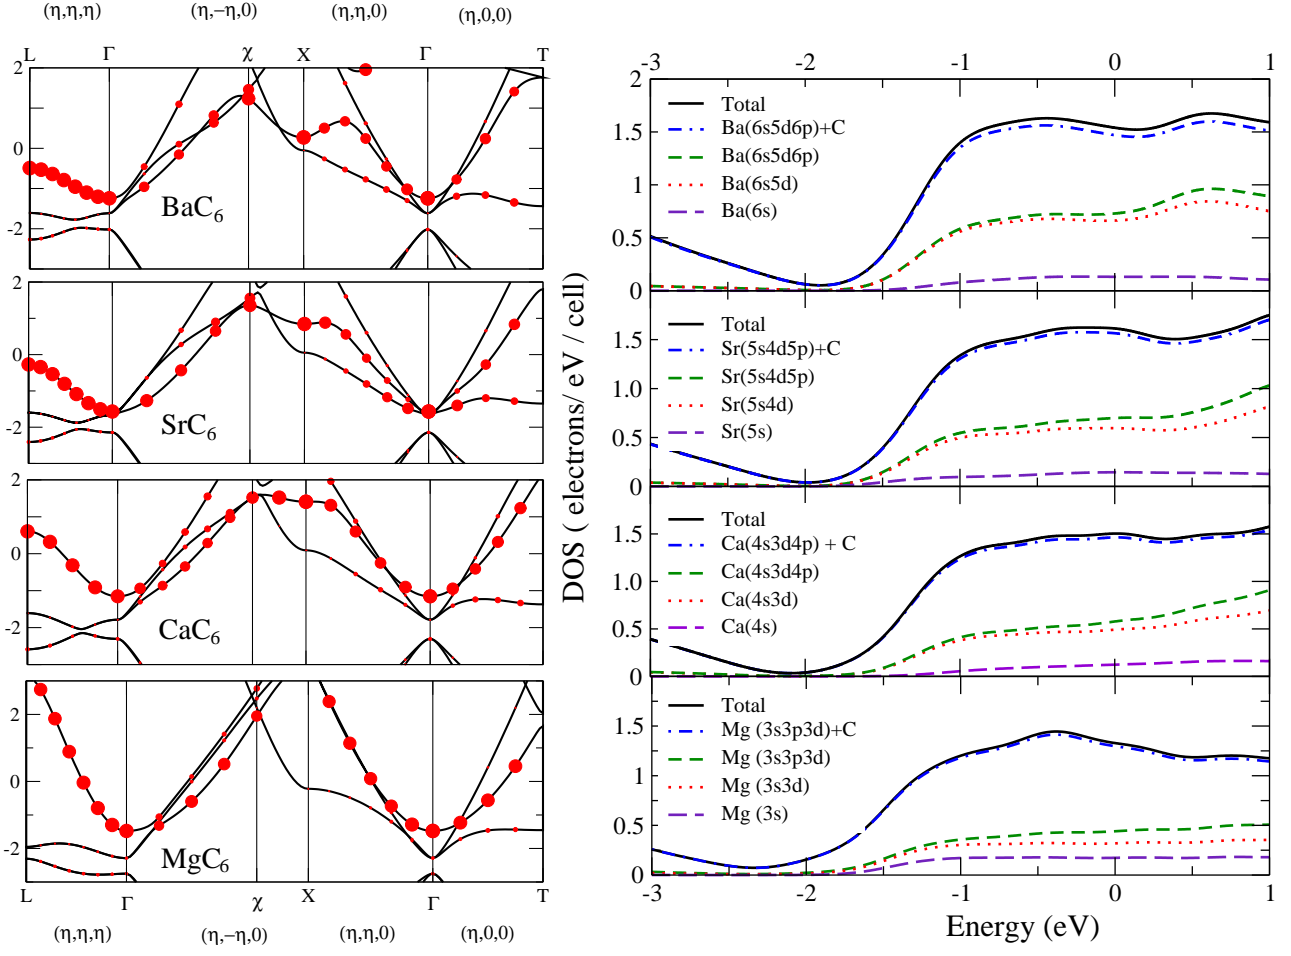 (η,η,η) (η,−η,0) (η,η,0) (η,0,0)
L Γ χ X Γ T
2
0
-2
BaC6
2
0
-2
SrC6
2
0
-2
CaC6
2
0
-2
MgC6
L Γ χ X Γ T
(η,η,η) (η,−η,0) (η,η,0) (η,0,0)
DOS ( electrons/ eV / cell)
-3 -2 -1 0 1
2
1.5
1
0.5
0
Total
Ba(6s5d6p)+C
Ba(6s5d6p)
Ba(6s5d)
Ba(6s)
1.5
1.0
0.5
0
Total
Sr(5s4d5p)+C
Sr(5s4d5p)
Sr(5s4d)
Sr(5s)
1.5
1.0
0.5
0
Total
Ca(4s3d4p) + C
Ca(4s3d4p)
Ca(4s3d)
Ca(4s)
1.5
1
0.5
0
Total
Mg (3s3p3d)+C
Mg (3s3p3d)
Mg (3s3d)
Mg (3s)
-3 -2 -1 0 1
Energy (eV)